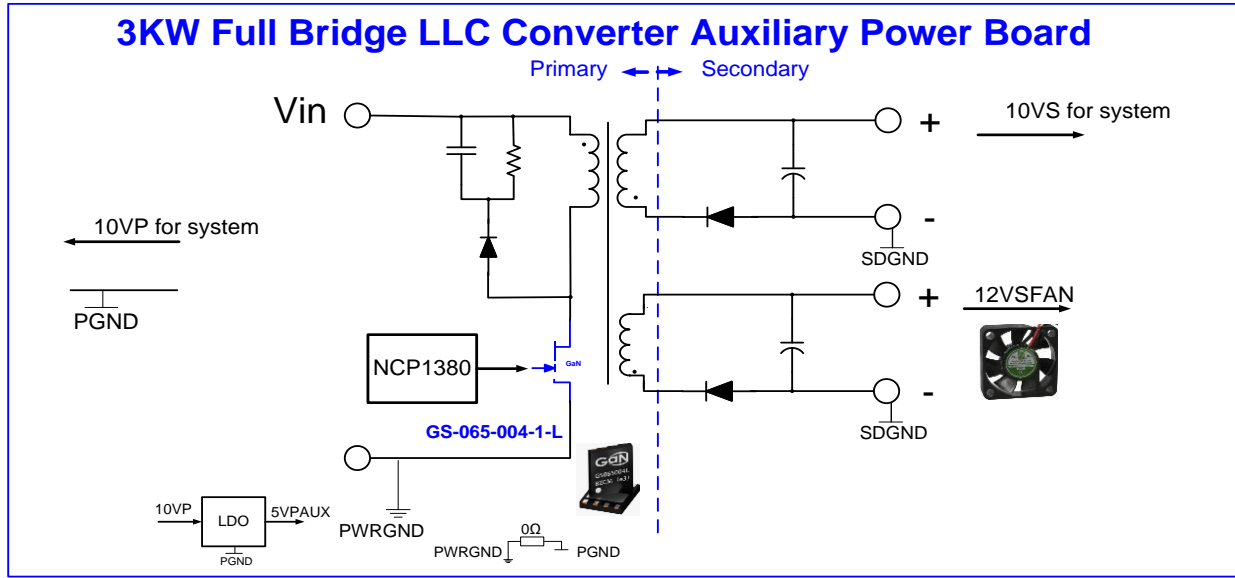 3KW Full Bridge LLC Converter Auxiliary Power Board
Primary
Secondary
Vin
+
10VS for system
-
SDGND
10VP for system
PGND
+
12VSFAN
-
SDGND
NCP1380
GaN
GS-065-004-1-L
GaN
10VP
LDO
5VPAUX
PGND
PWRGND
0Ω
PWRGND
PGND